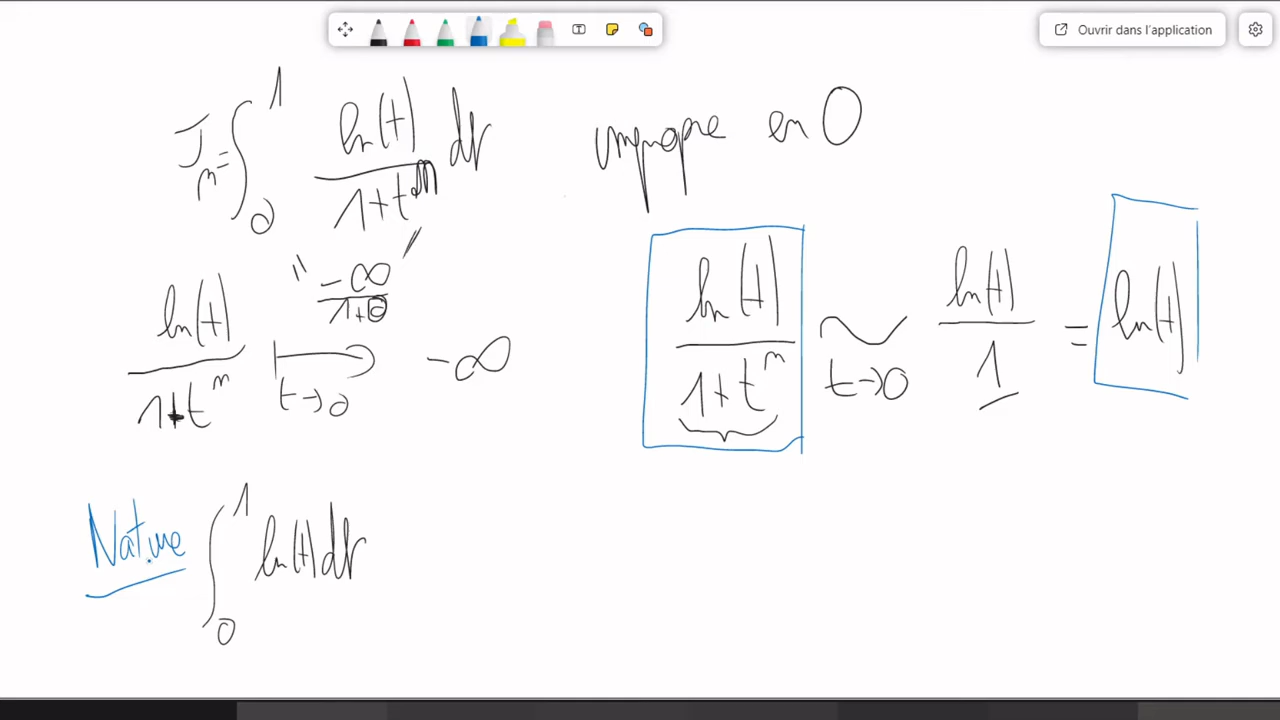 Ouvrir dans l'application
J_n = ∫_0^1 ln(t)/(1+t^n) dt impropre en 0
ln(t)/(1+t^n) ⟼_{t→0} "-∞/(1+0)" -∞
ln(t)/(1+t^n) ~_{t→0} ln(t)/1 = ln(t)
Nature ∫_0^1 ln(t)dt